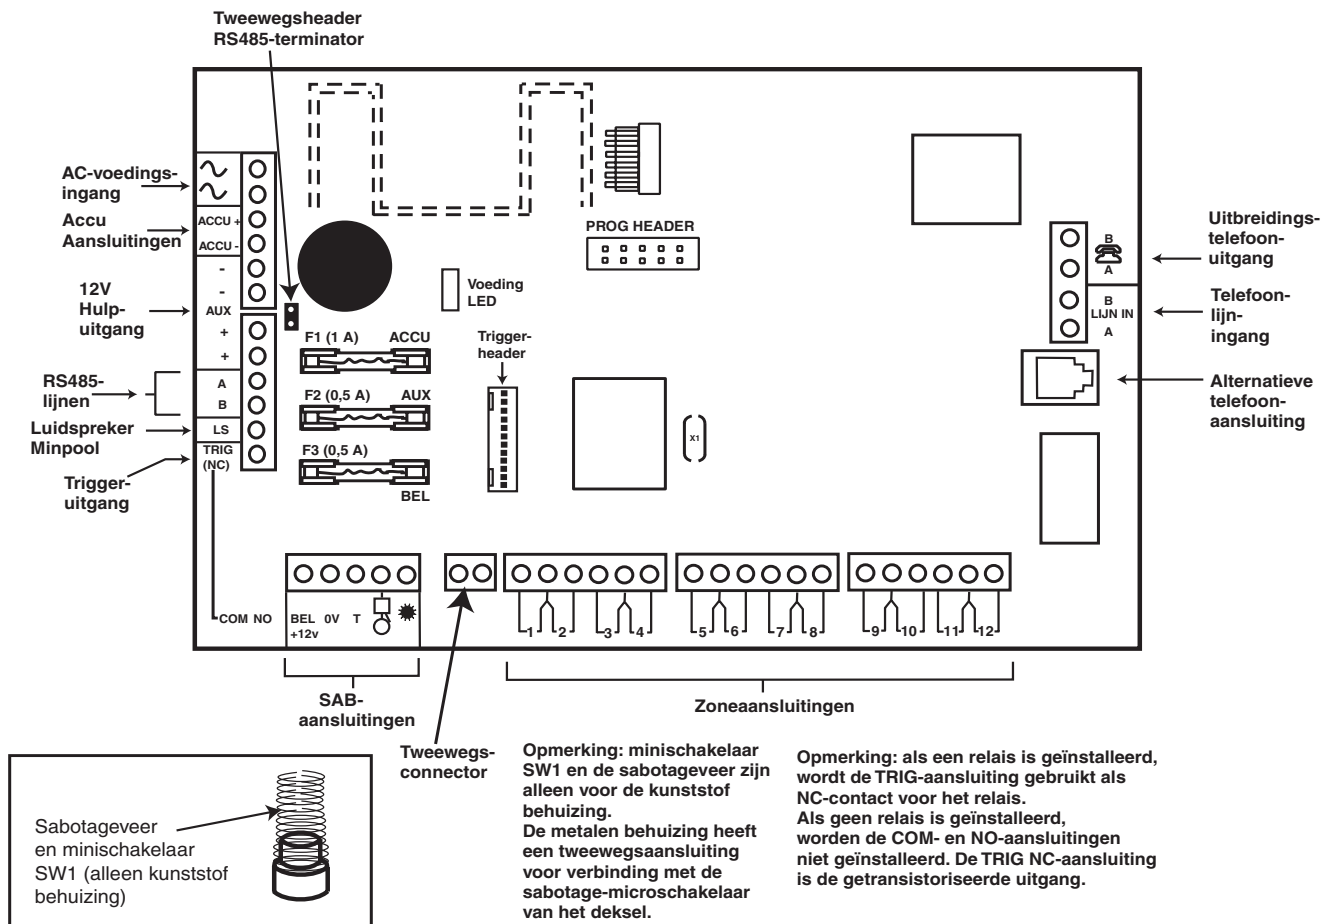 Tweewegsheader
RS485-terminator
AC-voedings-
ingang
Accu
Aansluitingen
12V
Hulp-
uitgang
RS485-
lijnen
Luidspreker
Minpool
Trigger-
uitgang
ACCU +
ACCU -
-
-
AUX
+
+
A
B
LS
TRIG
(NC)
PROG HEADER
Voeding
LED
F1 (1 A) ACCU
F2 (0,5 A) AUX
F3 (0,5 A)
BEL
Trigger-
header
X1
B
A
B
LIJN IN
A
Uitbreidings-
telefoon-
uitgang
Telefoon-
lijn-
ingang
Alternatieve
telefoon-
aansluiting
COM NO
BEL 0V T
+12v
1 2 3 4
5 6 7 8
9 10 11 12
SAB-
aansluitingen
Zoneaansluitingen
Tweewegs-
connector
Sabotageveer
en minischakelaar
SW1 (alleen kunststof
behuizing)
Opmerking: minischakelaar
SW1 en de sabotageveer zijn
alleen voor de kunststof
behuizing.
De metalen behuizing heeft
een tweewegsaansluiting
voor verbinding met de
sabotage-microschakelaar
van het deksel.
Opmerking: als een relais is geïnstalleerd,
wordt de TRIG-aansluiting gebruikt als
NC-contact voor het relais.
Als geen relais is geïnstalleerd,
worden de COM- en NO-aansluitingen
niet geïnstalleerd. De TRIG NC-aansluiting
is de getransistoriseerde uitgang.